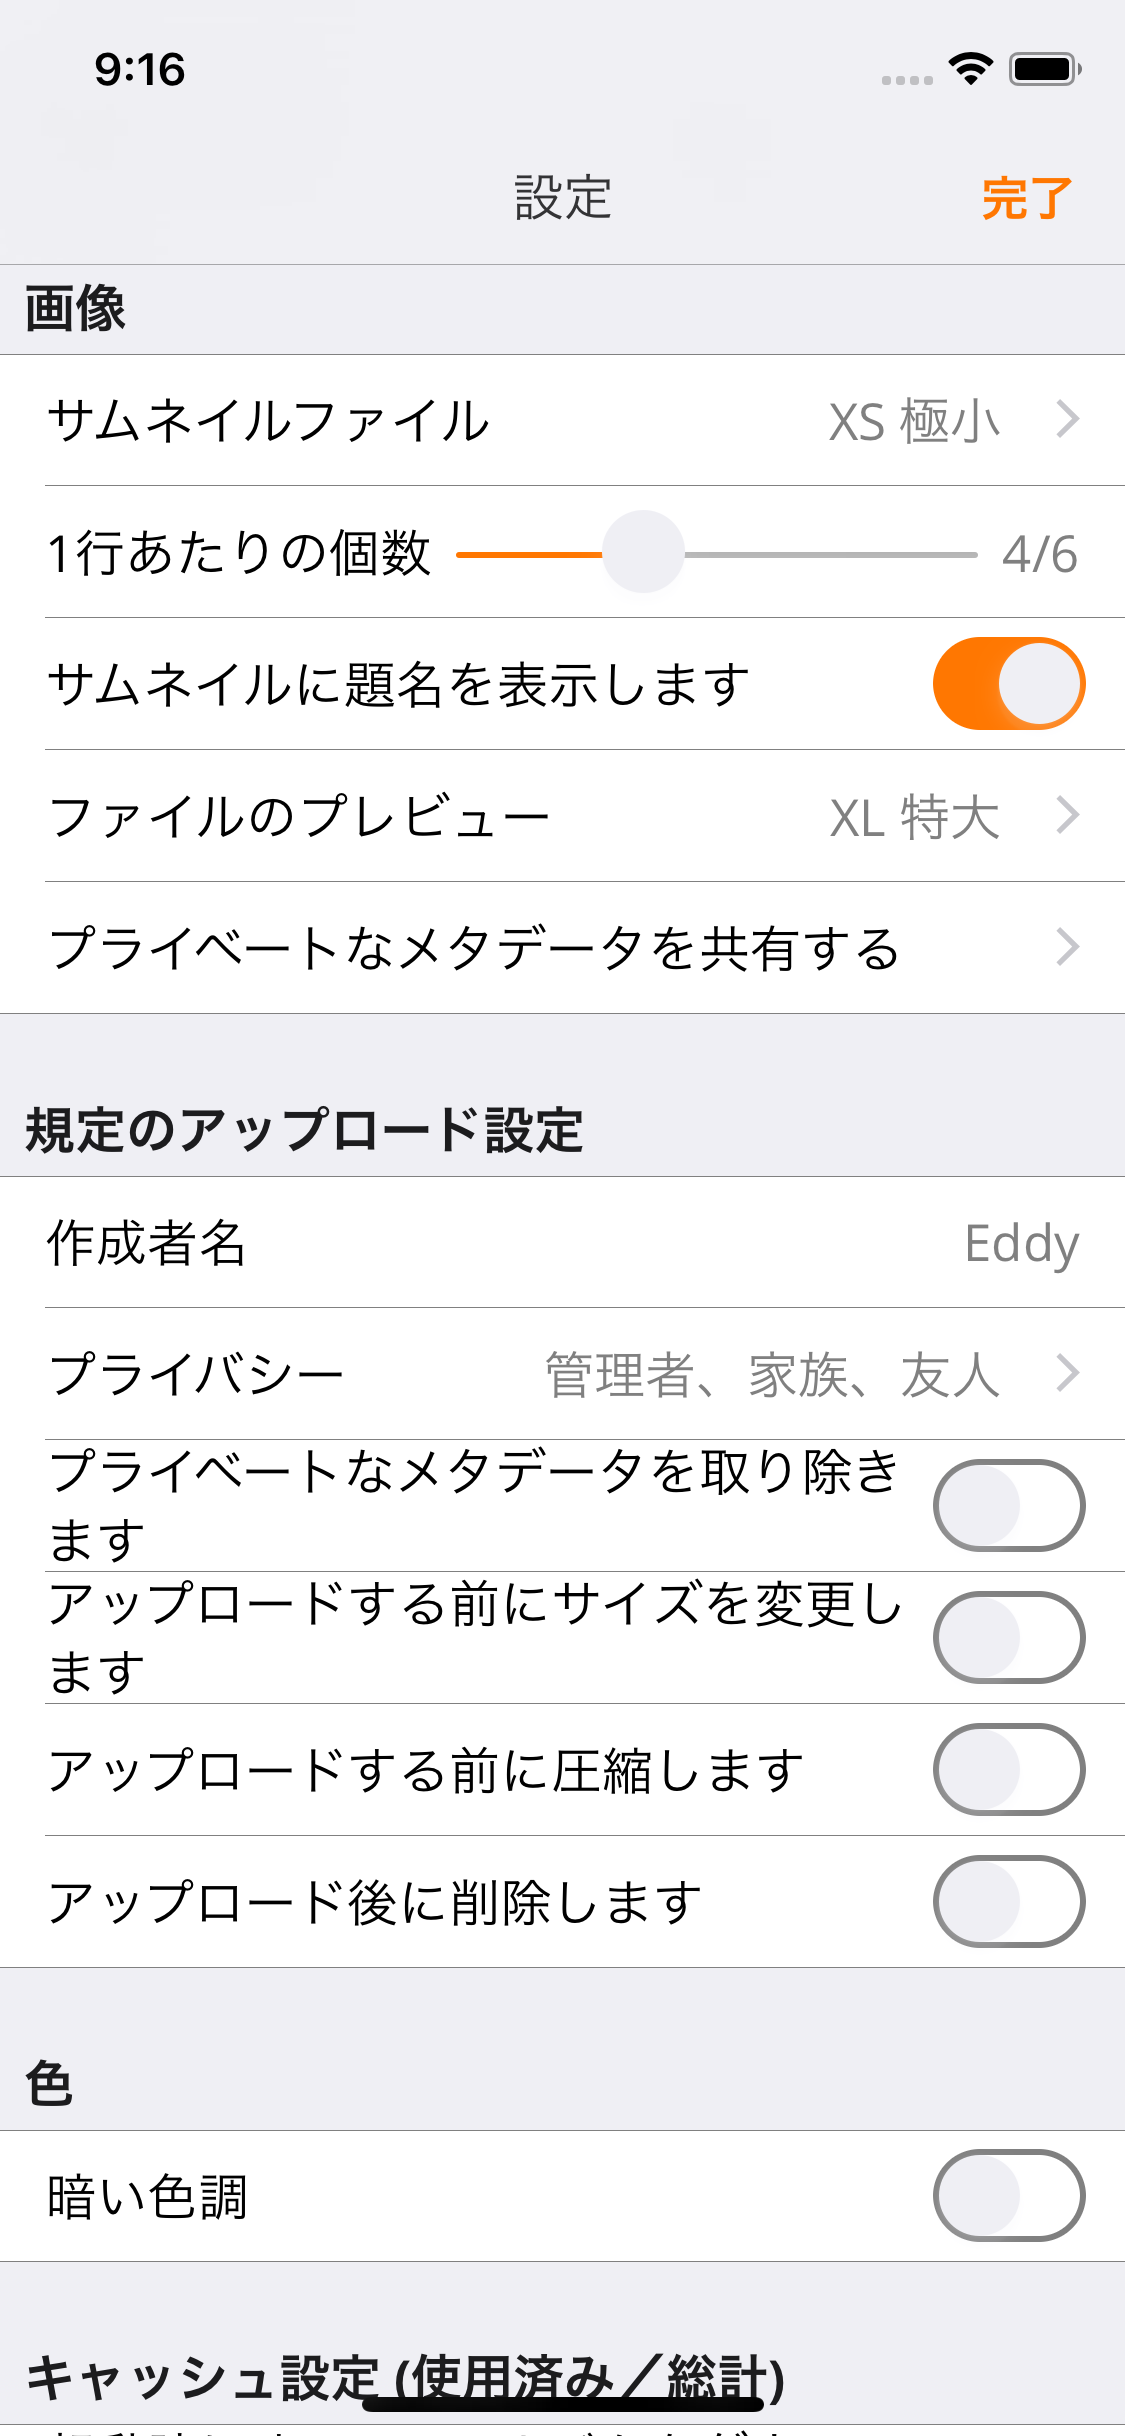 9:16
設定
完了
画像
サムネイルファイル
XS 極小
1行あたりの個数
4/6
サムネイルに題名を表示します
ファイルのプレビュー
XL 特大
プライベートなメタデータを共有する
規定のアップロード設定
作成者名
Eddy
プライバシー
管理者、家族、友人
プライベートなメタデータを取り除き
ます
アップロードする前にサイズを変更し
ます
アップロードする前に圧縮します
アップロード後に削除します
色
暗い色調
キャッシュ設定 (使用済み／総計)